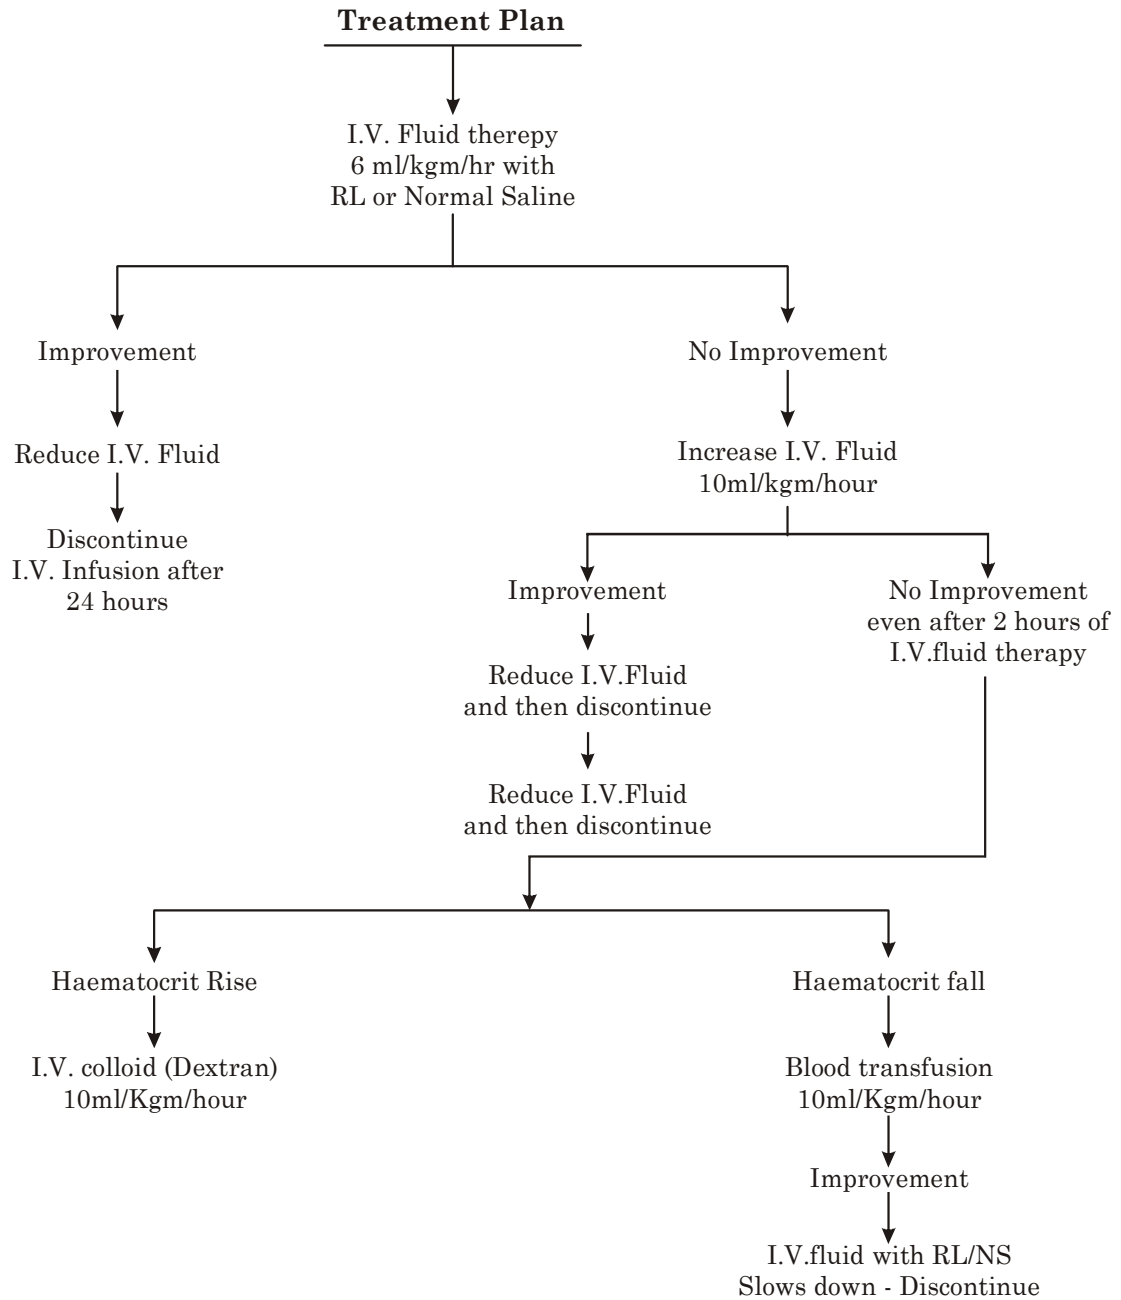 Treatment Plan
I.V. Fluid therepy
6 ml/kgm/hr with
RL or Normal Saline
Improvement
No Improvement
Reduce I.V. Fluid
Increase I.V. Fluid
10ml/kgm/hour
Discontinue
I.V. Infusion after
24 hours
Improvement
No Improvement
even after 2 hours of
I.V.fluid therapy
Reduce I.V.Fluid
and then discontinue
Reduce I.V.Fluid
and then discontinue
Haematocrit Rise
Haematocrit fall
I.V. colloid (Dextran)
10ml/Kgm/hour
Blood transfusion
10ml/Kgm/hour
Improvement
I.V.fluid with RL/NS
Slows down - Discontinue